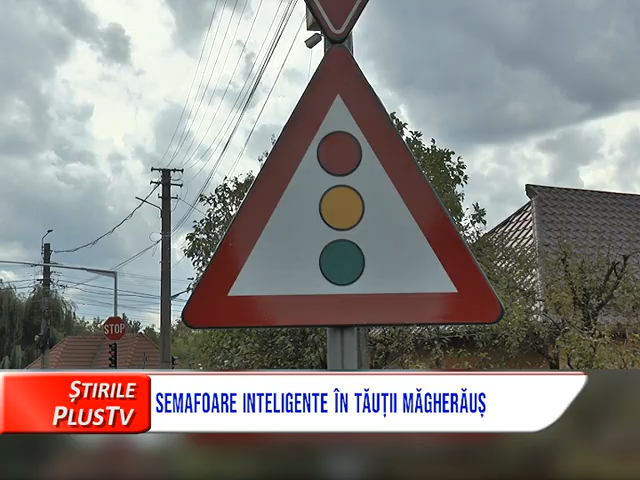 STOP
ȘTIRILE
PLUSTV
SEMAFOARE INTELIGENTE ÎN TĂUȚII MĂGHERĂUȘ